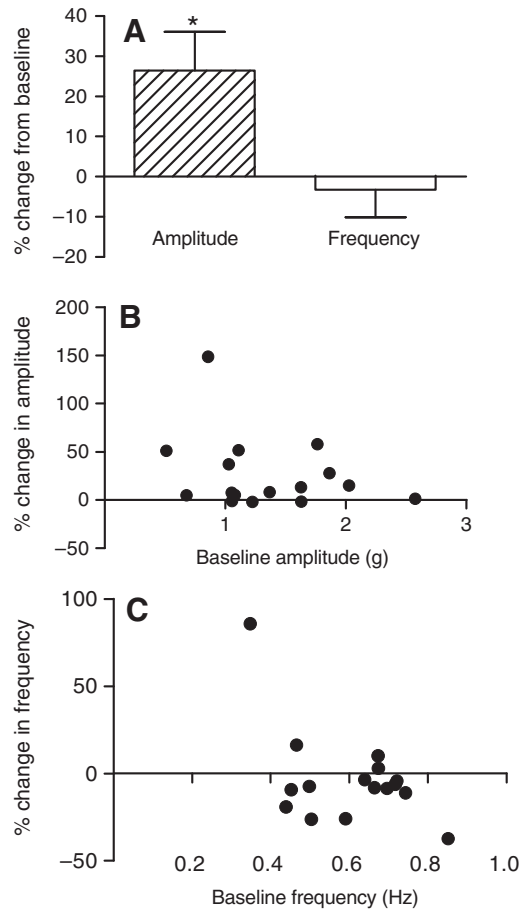 A
*
% change from baseline
40
30
20
10
0
–10
–20
Amplitude
Frequency
B
% change in amplitude
200
150
100
50
0
–50
1
2
3
Baseline amplitude (g)
C
% change in frequency
100
50
0
–50
0.2
0.4
0.6
0.8
1.0
Baseline frequency (Hz)